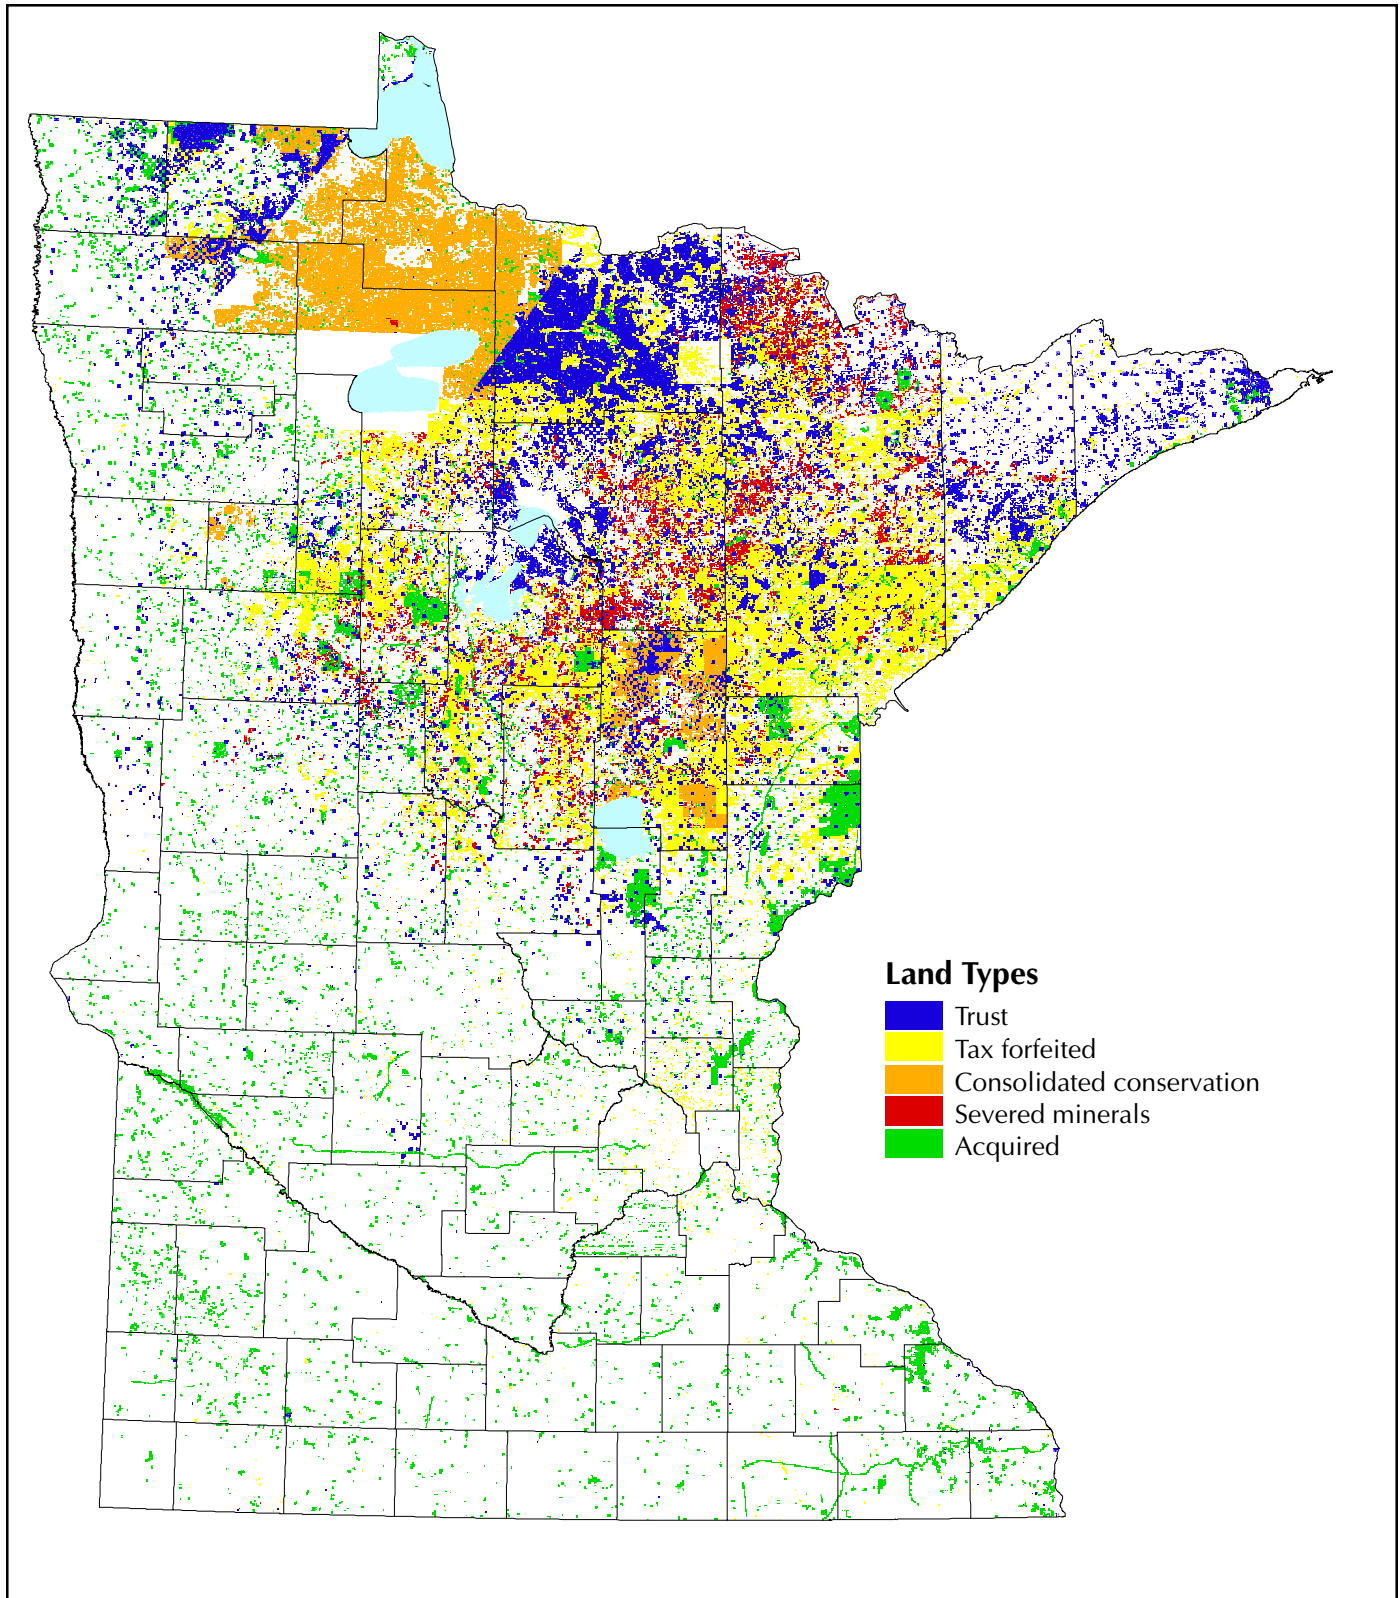 Land Types
Trust
Tax forfeited
Consolidated conservation
Severed minerals
Acquired